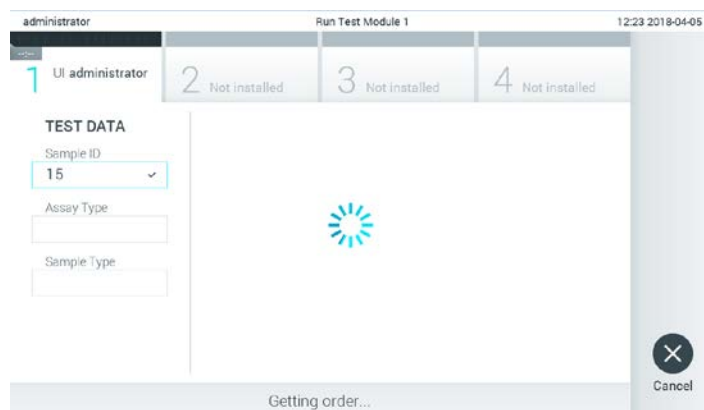 administrator Run Test Module 1 12:23 2018-04-05
--:--
1 UI administrator 2 Not installed 3 Not installed 4 Not installed
TEST DATA
Sample ID
15
Assay Type
Sample Type
Cancel
Getting order...